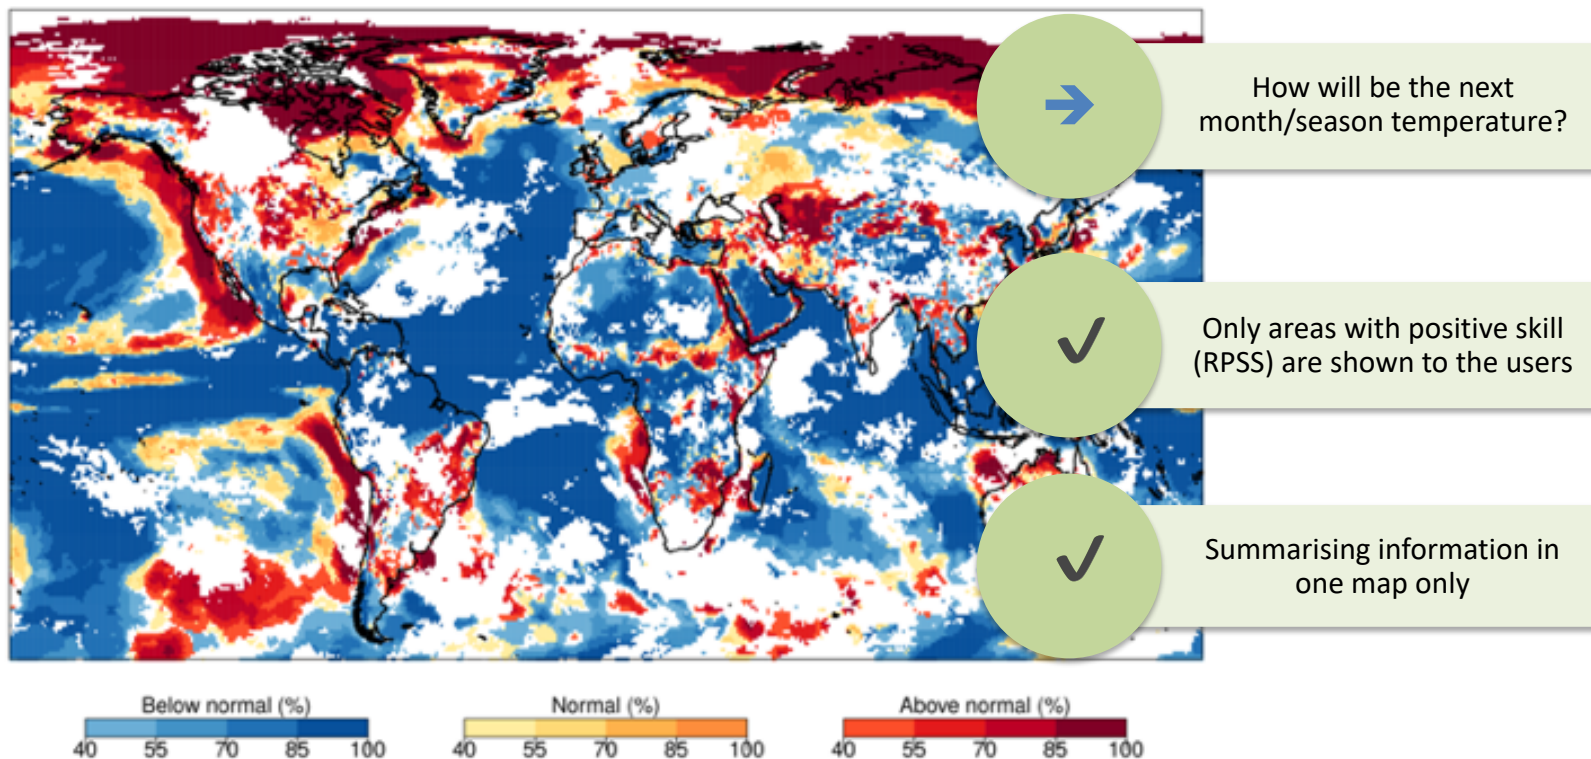 How will be the next
month/season temperature?
Only areas with positive skill
(RPSS) are shown to the users
Summarising information in
one map only
Below normal (%)
40 55 70 85 100
Normal (%)
40 55 70 85 100
Above normal (%)
40 55 70 85 100